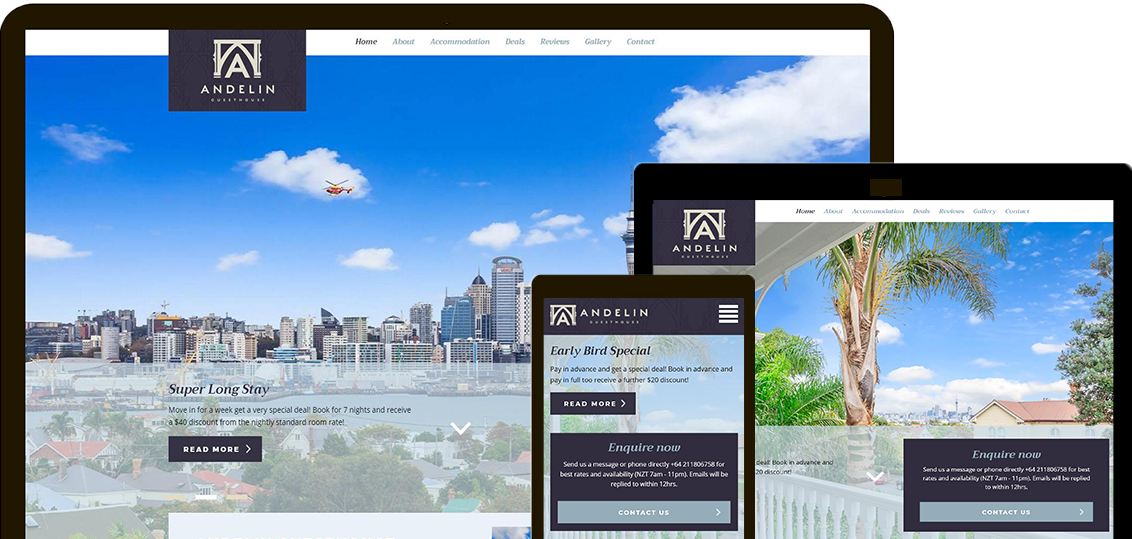 ANDELIN
GUESTHOUSE
Home About Accommodation Deals Reviews Gallery Contact
Super Long Stay
Move in for a week get a very special deal! Book for 7 nights and receive
a $40 discount from the nightly standard room rate!
READ MORE
ANDELIN
GUESTHOUSE
Early Bird Special
Pay in advance and get a special deal! Book in advance and
pay in full too receive a further $20 discount!
READ MORE
Enquire now
Send us a message or phone directly +64 211806758 for
best rates and availability (NZT 7am - 11pm). Emails will be
replied to within 12hrs.
CONTACT US
ANDELIN
GUESTHOUSE
Home About Accommodation Deals Reviews Gallery Contact
deal! Book in advance and
20 discount!
Enquire now
Send us a message or phone directly +64 211806758 for best
rates and availability (NZT 7am - 11pm). Emails will be replied
to within 12hrs.
CONTACT US